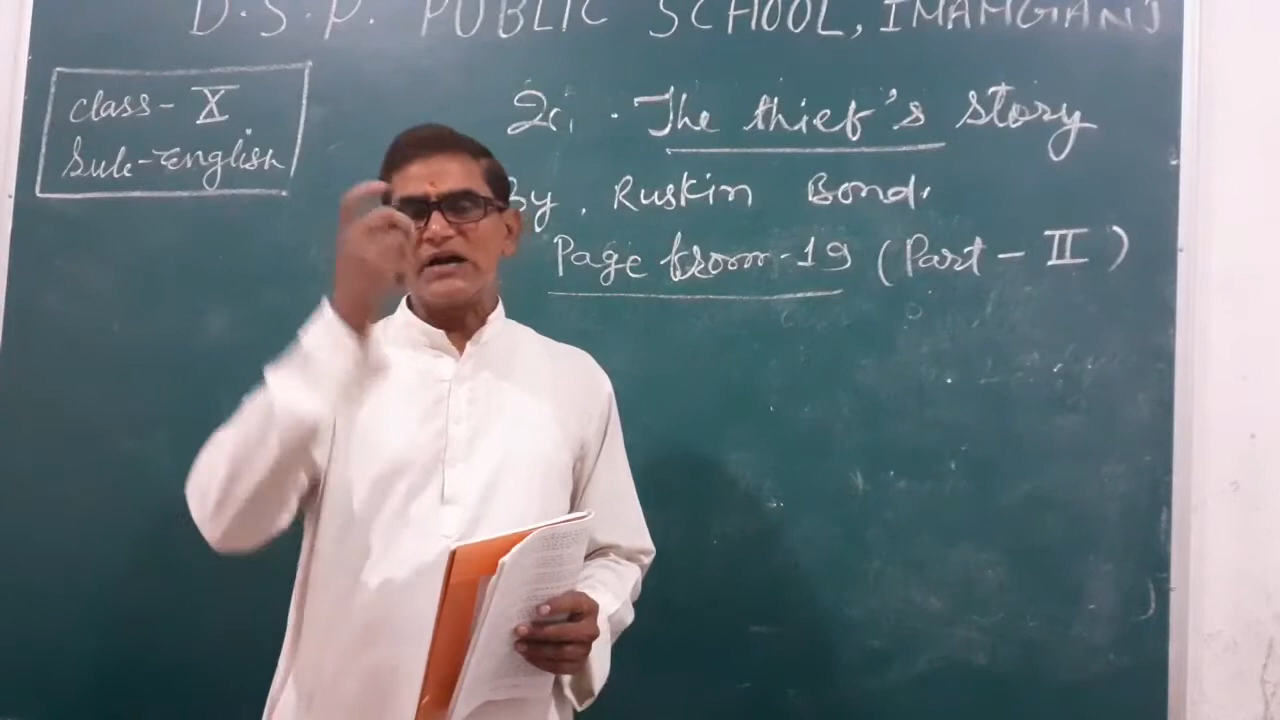 D.S.P. PUBLIC SCHOOL, IMAMGANJ
class- X
Sub-English
2. The thief's story
By, Ruskin Bond.
Page from-19 (Part-II)